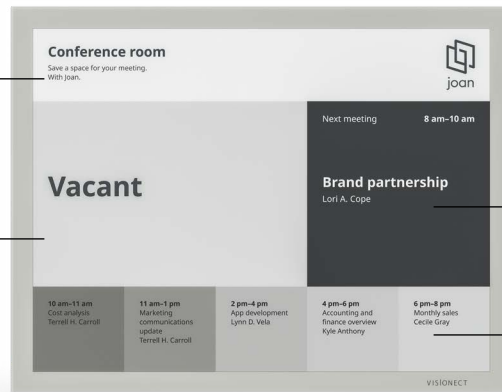 Conference room
Save a space for your meeting.
With Joan.
joan
Vacant
Next meeting
8 am–10 am
Brand partnership
Lori A. Cope
10 am–11 am
Cost analysis
Terrell H. Carroll
11 am–1 pm
Marketing
communications
update
Terrell H. Carroll
2 pm–4 pm
App development
Lynn D. Vela
4 pm–6 pm
Accounting and
finance overview
Kyle Anthony
6 pm–8 pm
Monthly sales
Cecile Gray
VISIONECT